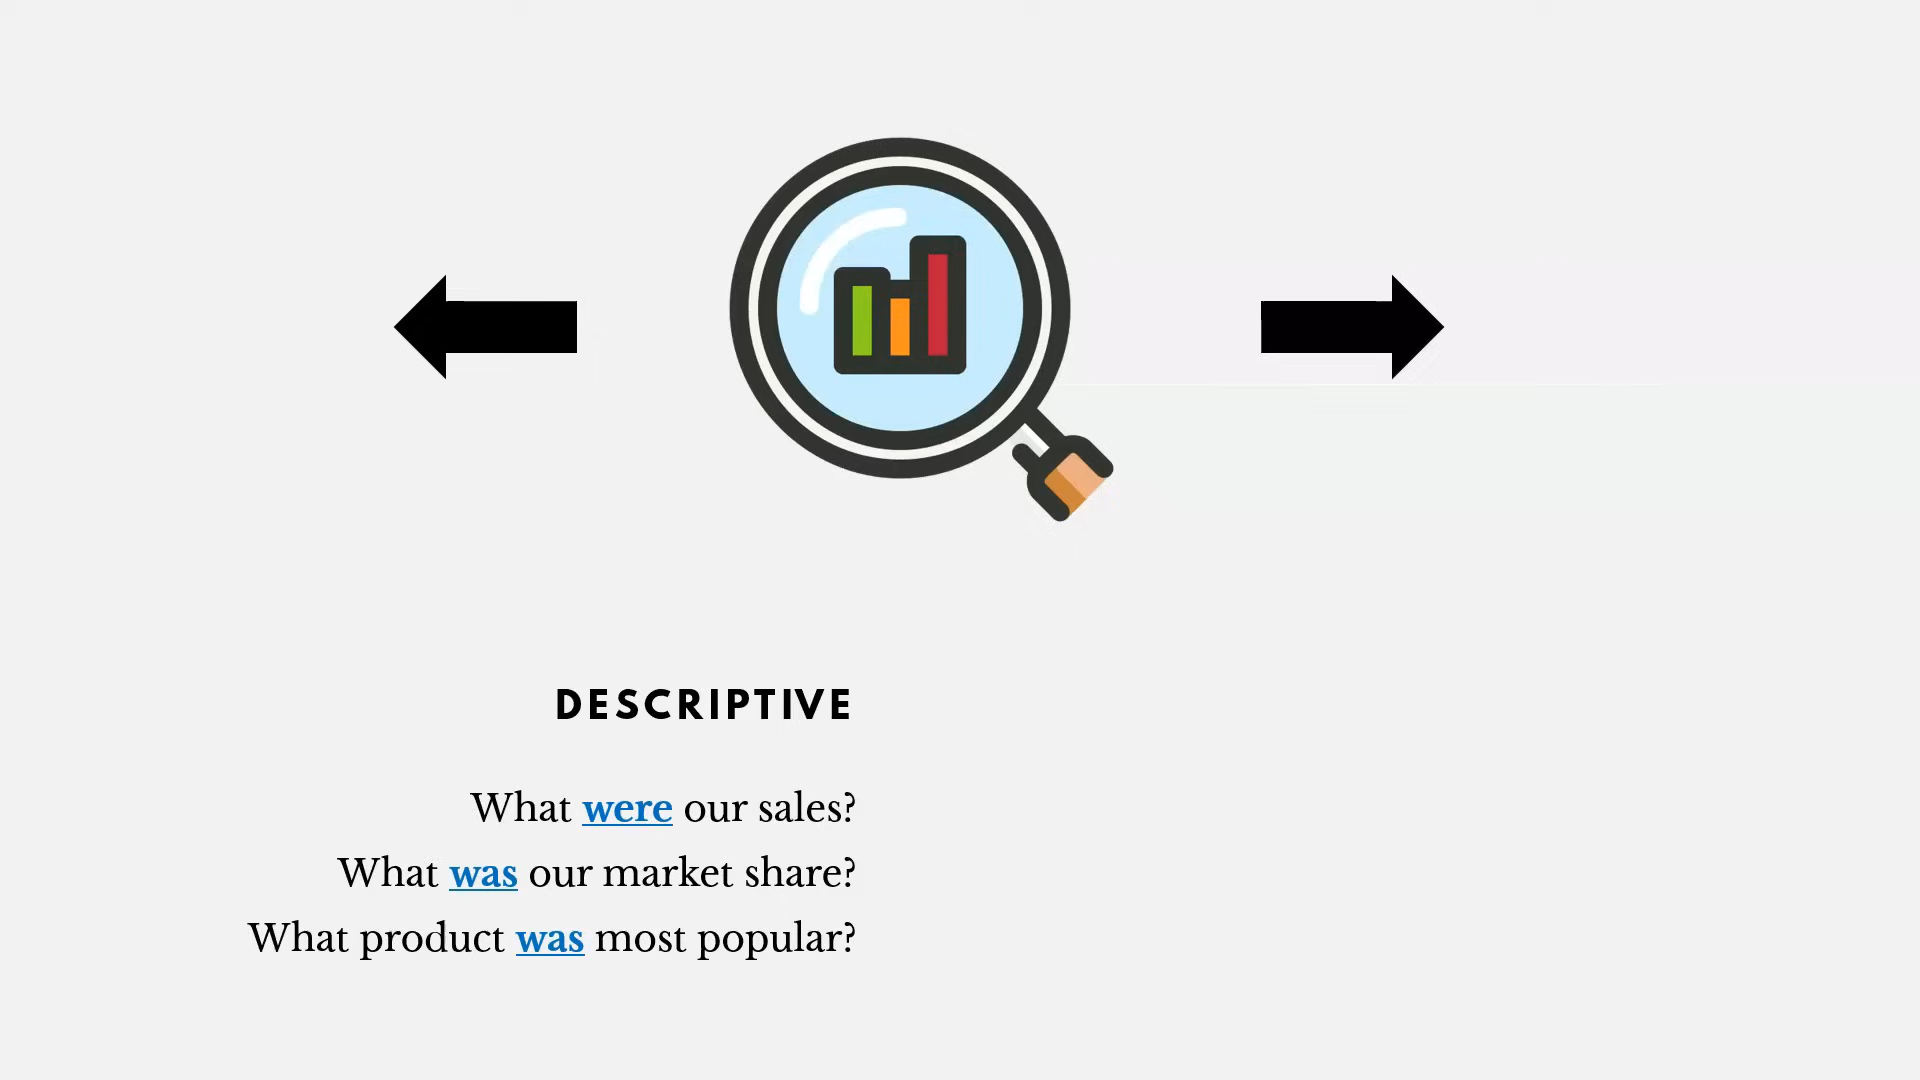 DESCRIPTIVE
What were our sales?
What was our market share?
What product was most popular?